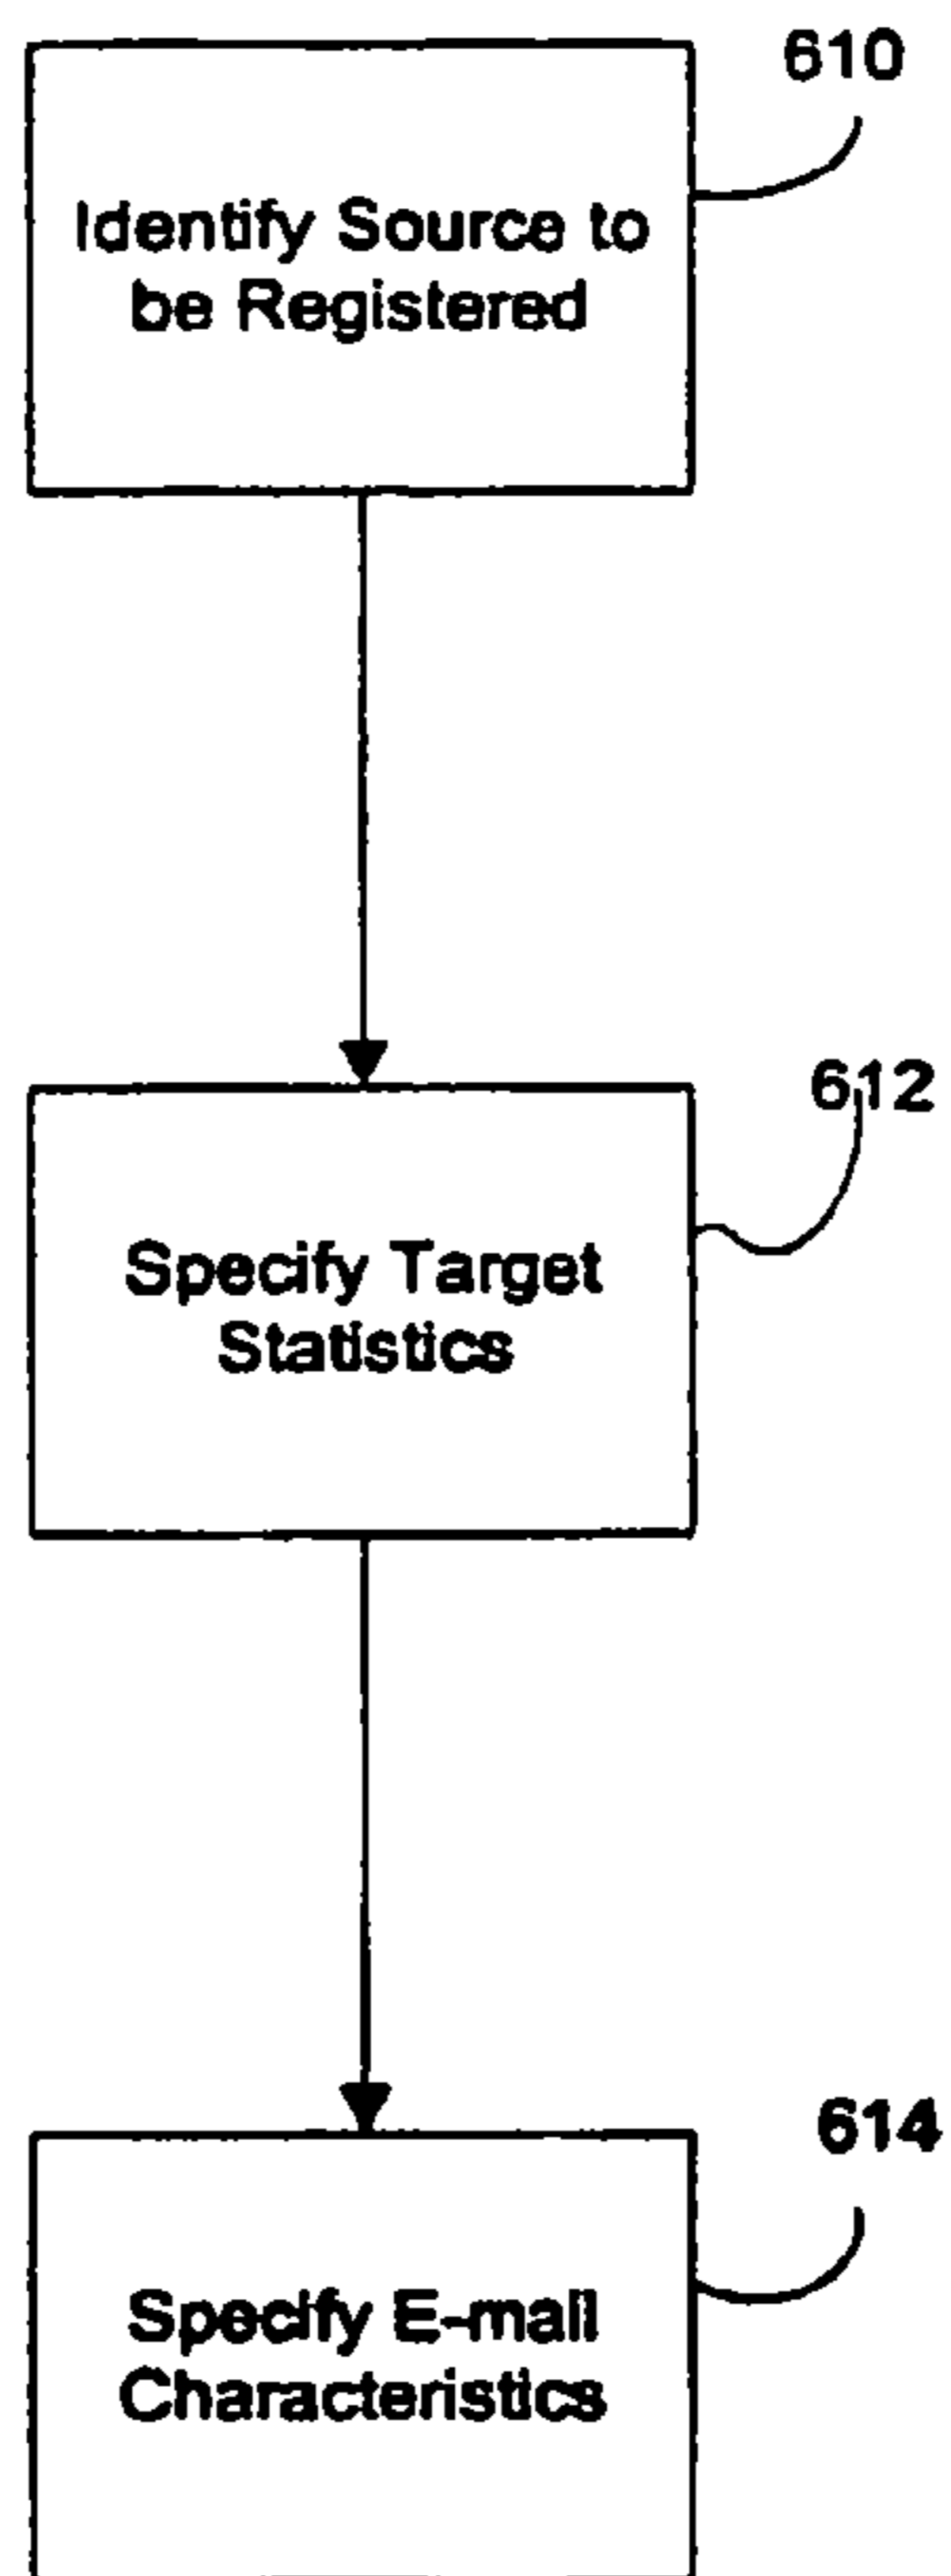 610
Identify Source to
be Registered
612
Specify Target
Statistics
614
Specify E-mail
Characteristics